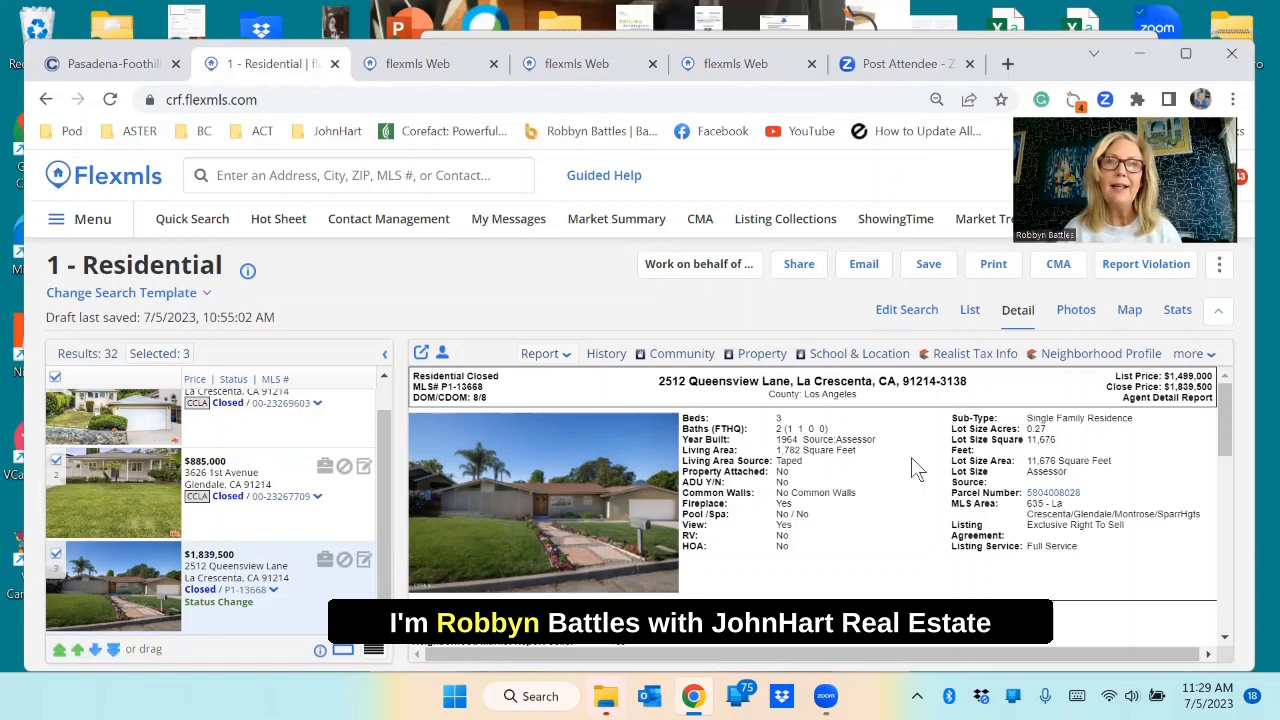 Rec
PRICING
zoom
Pasadena-Foothill
1 - Residential | fl
flexmls Web
flexmls Web
flexmls Web
Post Attendee - Z
crf.flexmls.com
4
Pod
ASTER
BC
ACT
JohnHart
Corefact: Powerful...
Robbyn Battles | Ba...
Facebook
YouTube
How to Update All...
ks
Flexmls
Enter an Address, City, ZIP, MLS #, or Contact...
Guided Help
Robbyn Battles
Menu
Quick Search
Hot Sheet
Contact Management
My Messages
Market Summary
CMA
Listing Collections
ShowingTime
Market Tre
1 - Residential
Work on behalf of ...
Share
Email
Save
Print
CMA
Report Violation
Change Search Template
Draft last saved: 7/5/2023, 10:55:02 AM
Edit Search
List
Detail
Photos
Map
Stats
Results: 32
Selected: 3
Report
History
Community
Property
School & Location
Realist Tax Info
Neighborhood Profile
more
Price | Status | MLS #
La Crescenta, CA 91214
CCLA Closed / 00-23269603
2
$885,000
3626 1st Avenue
Glendale, CA 91214
CCLA Closed / 00-23267709
3
$1,839,500
2512 Queensview Lane
La Crescenta, CA 91214
Closed / P1-13668
Status Change
or drag
Residential Closed
MLS# P1-13668
DOM/CDOM: 8/8
2512 Queensview Lane, La Crescenta, CA, 91214-3138
County: Los Angeles
List Price: $1,499,000
Close Price: $1,839,500
Agent Detail Report
Beds: 3
Baths (FTHQ): 2 (1 1 0 0)
Year Built: 1964 Source:Assessor
Living Area: 1,782 Square Feet
Living Area Source: Taped
Property Attached: No
ADU Y/N: No
Common Walls: No Common Walls
Fireplace: Yes
Pool /Spa: No / No
View: Yes
RV: No
HOA: No
Sub-Type: Single Family Residence
Lot Size Acres: 0.27
Lot Size Square 11,676
Feet:
Lot Size Area: 11,676 Square Feet
Lot Size Assessor
Source:
Parcel Number: 5804008028
MLS Area: 635 - La
Crescenta/Glendale/Montrose/SparrHgts
Listing Exclusive Right To Sell
Agreement:
Listing Service: Full Service
I'm Robbyn Battles with JohnHart Real Estate
Search
75
zoom
11:29 AM
7/5/2023
18